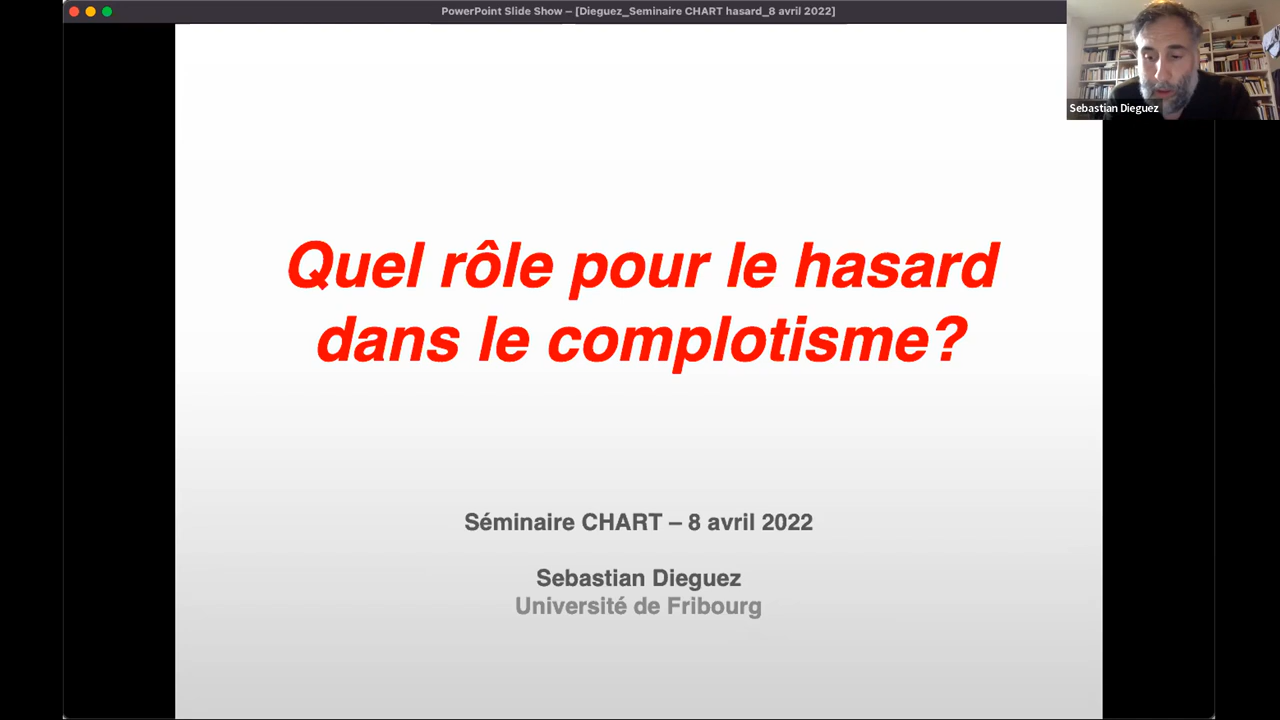 PowerPoint Slide Show – [Dieguez_Seminaire CHART hasard_8 avril 2022]
Sebastian Dieguez
Quel rôle pour le hasard
dans le complotisme?
Séminaire CHART – 8 avril 2022
Sebastian Dieguez
Université de Fribourg